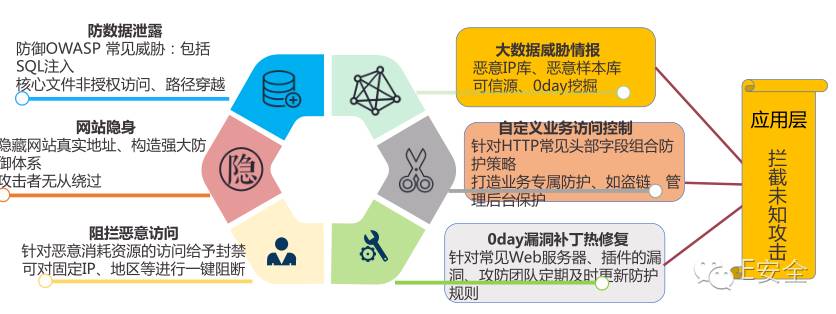 防数据泄露
防御OWASP 常见威胁：包括
SQL注入
核心文件非授权访问、路径穿越
网站隐身
隐藏网站真实地址、构造强大防
御体系
攻击者无从绕过
阻拦恶意访问
针对恶意消耗资源的访问给予封禁
可对固定IP、地区等进行一键阻断
隐
大数据威胁情报
恶意IP库、恶意样本库
可信源、0day挖掘
自定义业务访问控制
针对HTTP常见头部字段组合防
护策略
打造业务专属防护、如盗链、管
理后台保护
0day漏洞补丁热修复
针对常见Web服务器、插件的漏
洞、攻防团队定期及时更新防护
规则
应用层
拦截未知攻击
E安全